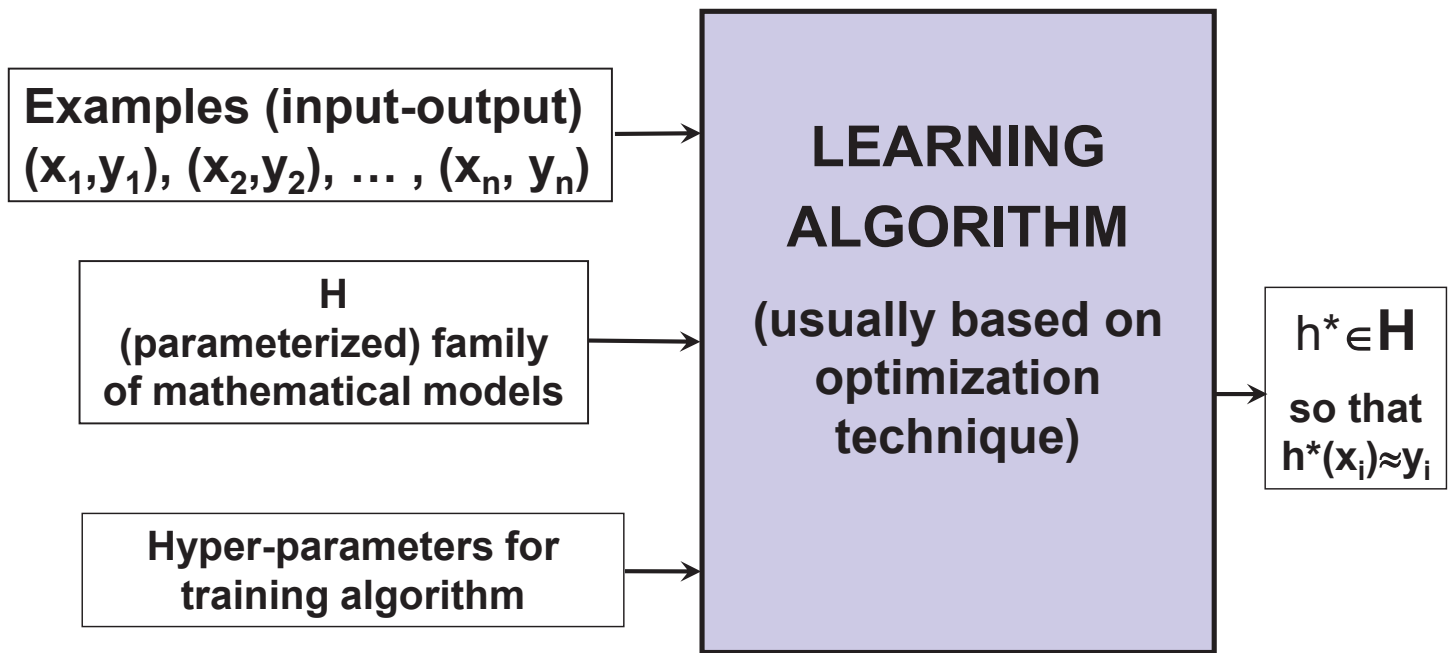 Examples (input-output)
(x₁,y₁), (x₂,y₂), … , (xₙ, yₙ)
H
(parameterized) family
of mathematical models
Hyper-parameters for
training algorithm
LEARNING
ALGORITHM
(usually based on
optimization
technique)
h* ∈ H
so that
h*(xᵢ)≈yᵢ